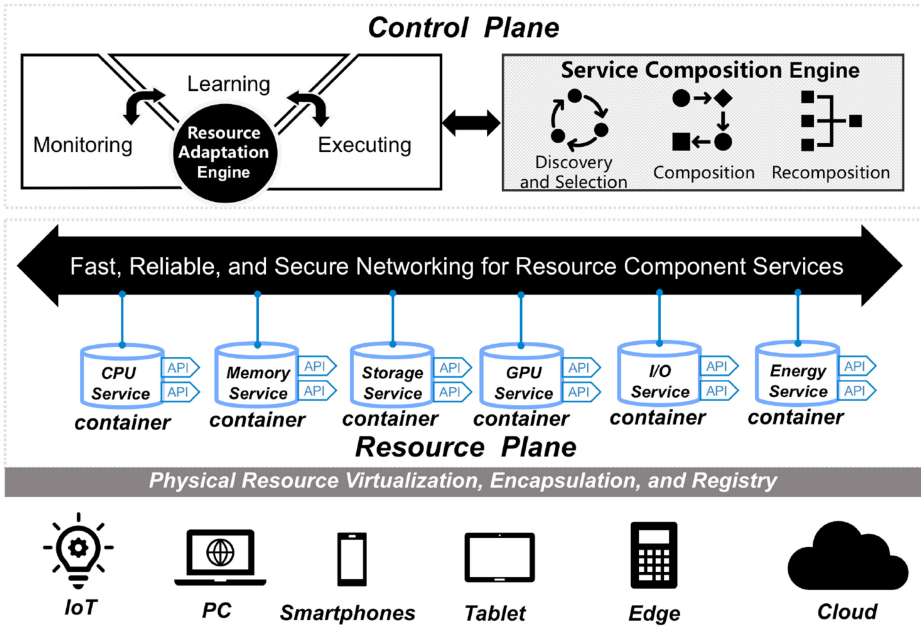 Control Plane
Learning
Monitoring
Resource
Adaptation
Engine
Executing
Service Composition Engine
Discovery
and Selection
Composition
Recomposition
Fast, Reliable, and Secure Networking for Resource Component Services
CPU
Service
API
API
container
Memory
Service
API
API
container
Storage
Service
API
API
container
GPU
Service
API
API
container
I/O
Service
API
API
container
Energy
Service
API
API
container
Resource Plane
Physical Resource Virtualization, Encapsulation, and Registry
IoT
PC
Smartphones
Tablet
Edge
Cloud